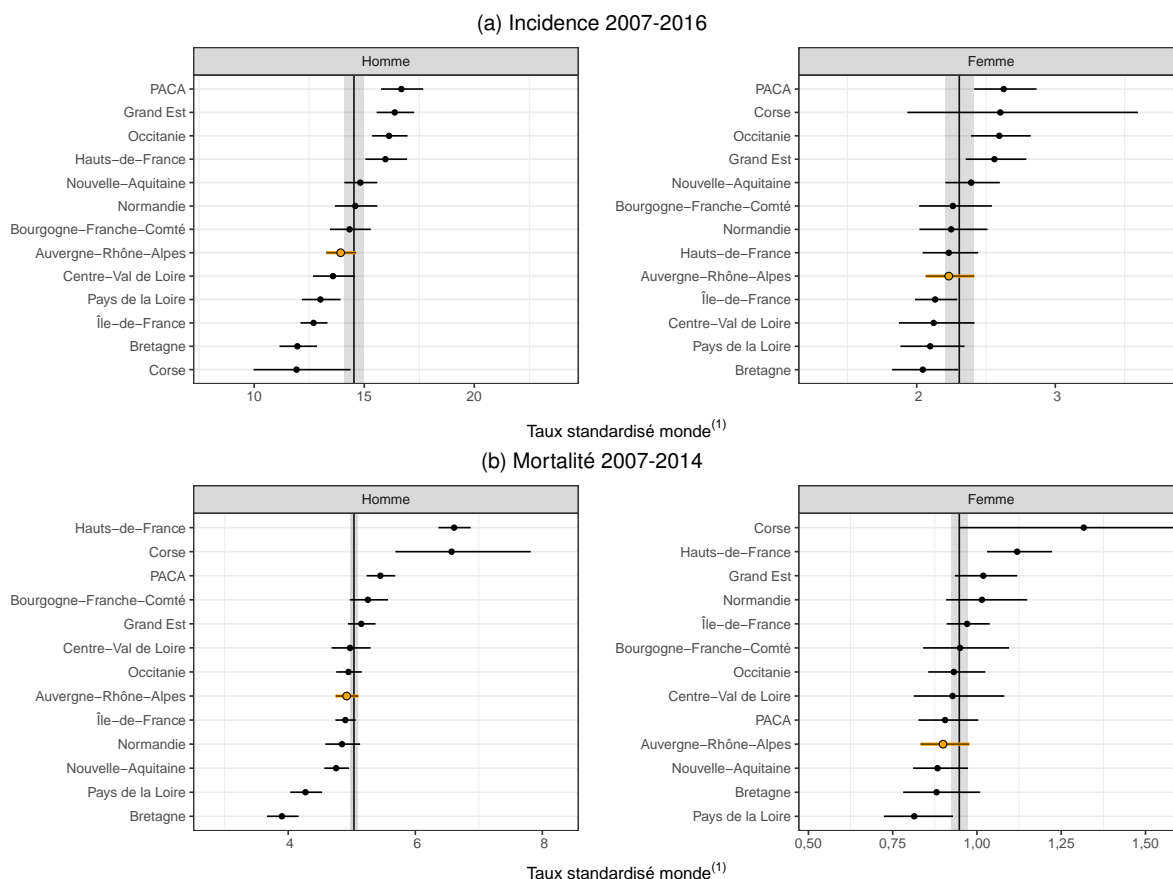 (a) Incidence 2007-2016
Homme
PACA
Grand Est
Occitanie
Hauts−de−France
Nouvelle−Aquitaine
Normandie
Bourgogne−Franche−Comté
Auvergne−Rhône−Alpes
Centre−Val de Loire
Pays de la Loire
Île−de−France
Bretagne
Corse
10 15 20
Femme
PACA
Corse
Occitanie
Grand Est
Nouvelle−Aquitaine
Bourgogne−Franche−Comté
Normandie
Hauts−de−France
Auvergne−Rhône−Alpes
Île−de−France
Centre−Val de Loire
Pays de la Loire
Bretagne
2 3
Taux standardisé monde(1)
(b) Mortalité 2007-2014
Homme
Hauts−de−France
Corse
PACA
Bourgogne−Franche−Comté
Grand Est
Centre−Val de Loire
Occitanie
Auvergne−Rhône−Alpes
Île−de−France
Normandie
Nouvelle−Aquitaine
Pays de la Loire
Bretagne
4 6 8
Femme
Corse
Hauts−de−France
Grand Est
Normandie
Île−de−France
Bourgogne−Franche−Comté
Occitanie
Centre−Val de Loire
PACA
Auvergne−Rhône−Alpes
Nouvelle−Aquitaine
Bretagne
Pays de la Loire
0,50 0,75 1,00 1,25 1,50
Taux standardisé monde(1)